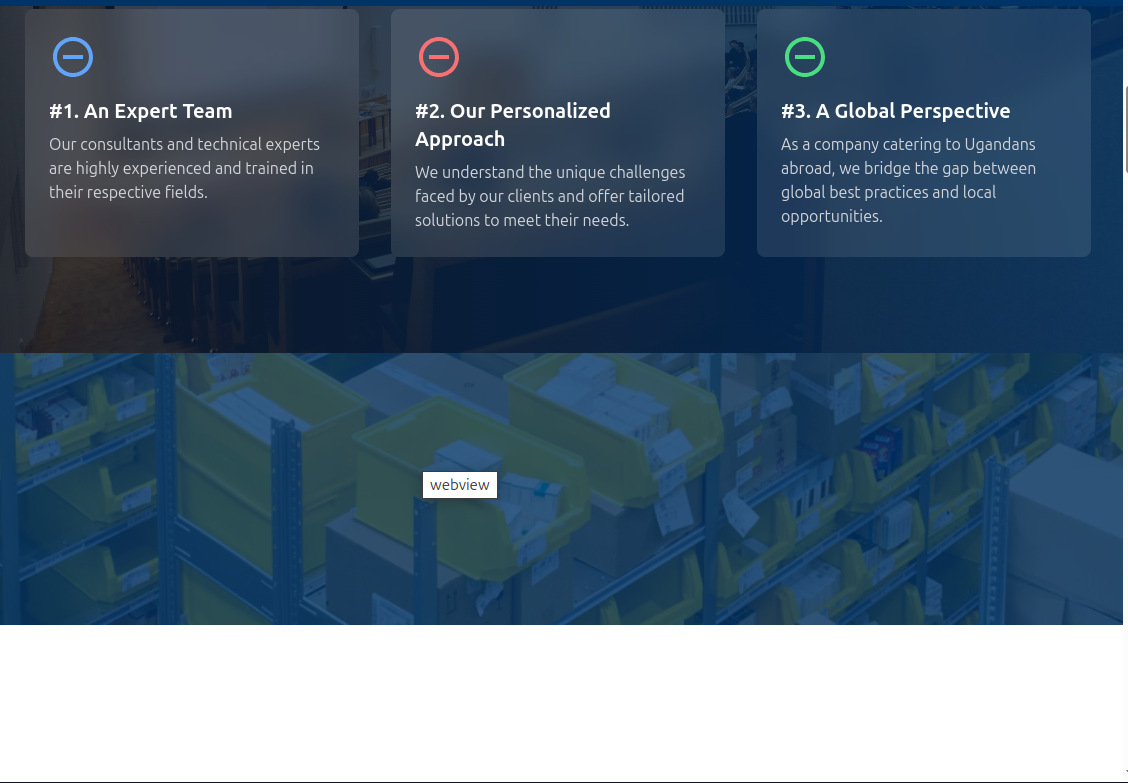 #1. An Expert Team
Our consultants and technical experts
are highly experienced and trained in
their respective fields.
#2. Our Personalized
Approach
We understand the unique challenges
faced by our clients and offer tailored
solutions to meet their needs.
#3. A Global Perspective
As a company catering to Ugandans
abroad, we bridge the gap between
global best practices and local
opportunities.
webview